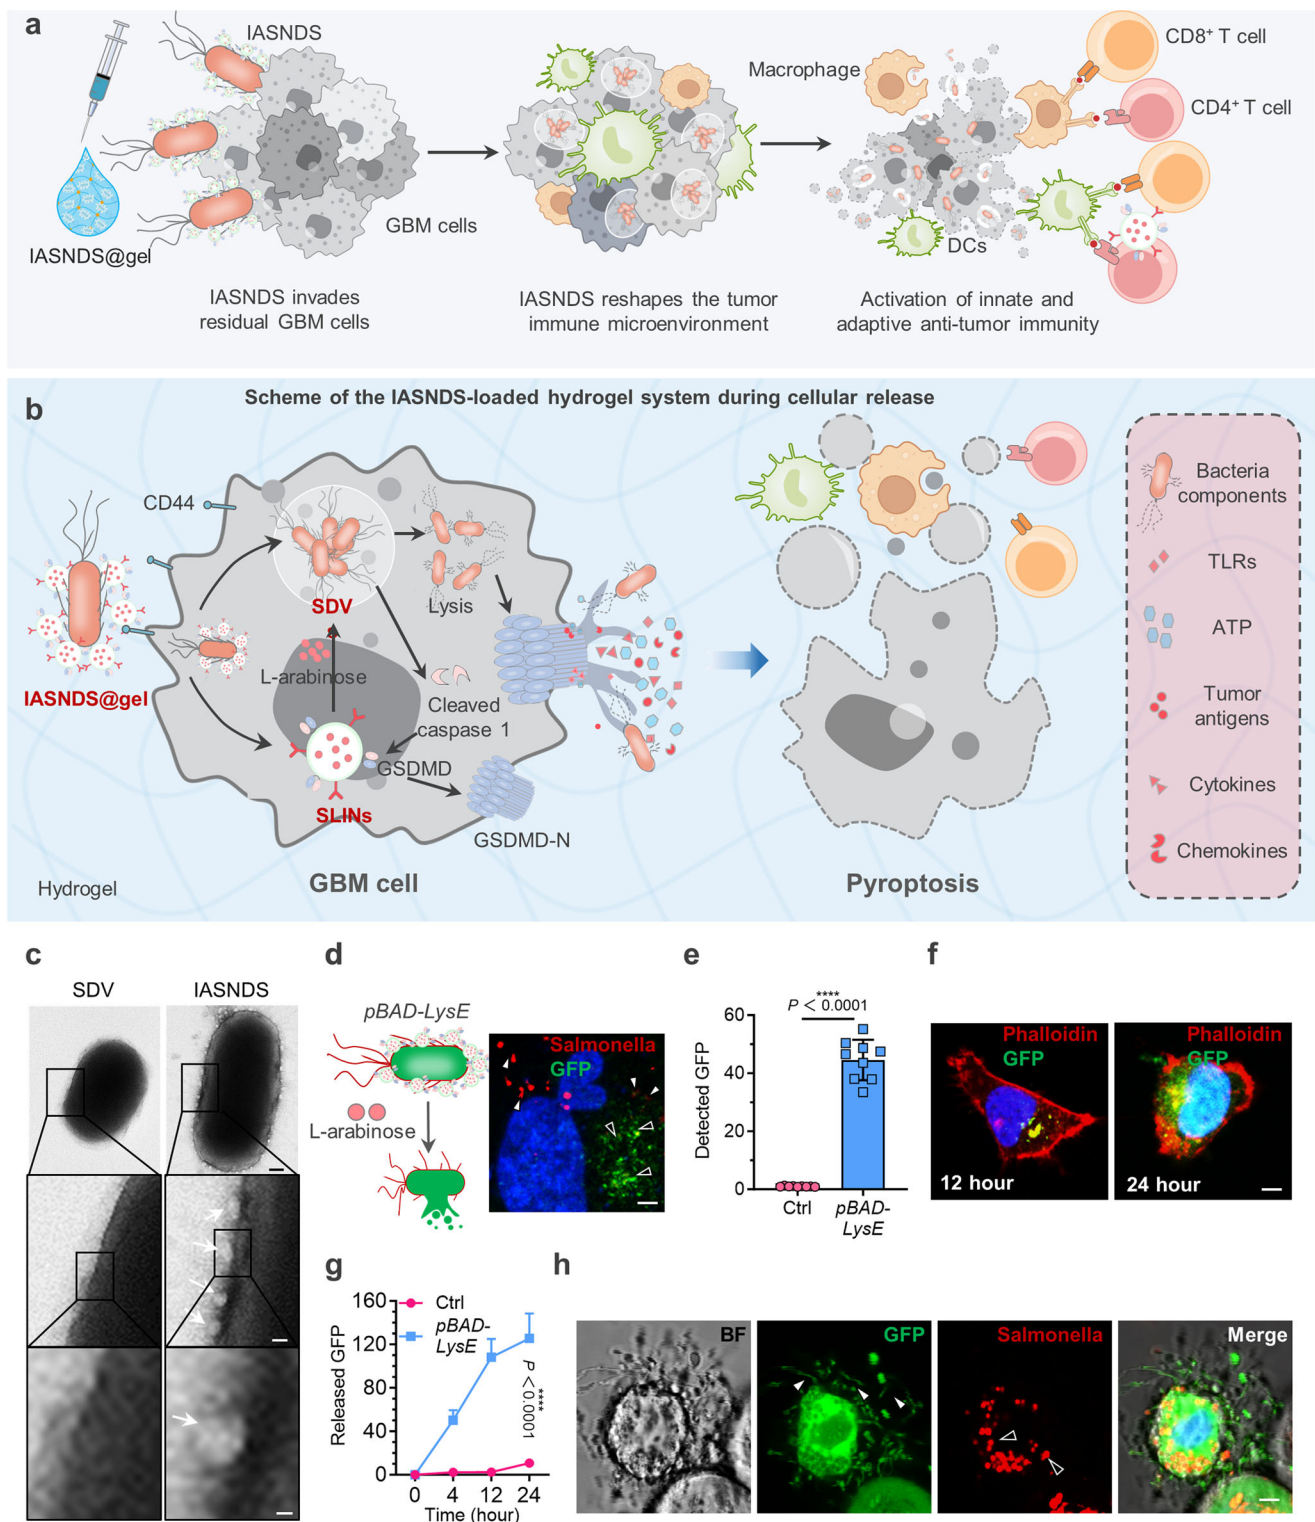 a
IASNDS
Macrophage
CD8⁺ T cell
CD4⁺ T cell
GBM cells
DCs
IASNDS@gel
IASNDS invades
residual GBM cells
IASNDS reshapes the tumor
immune microenvironment
Activation of innate and
adaptive anti-tumor immunity
b
Scheme of the IASNDS-loaded hydrogel system during cellular release
CD44
SDV
Lysis
L-arabinose
IASNDS@gel
Cleaved
caspase 1
GSDMD
SLINs
GSDMD-N
Hydrogel
GBM cell
Pyroptosis
Bacteria
components
TLRs
ATP
Tumor
antigens
Cytokines
Chemokines
c
SDV
IASNDS
d
pBAD-LysE
L-arabinose
Salmonella
GFP
e
****
P < 0.0001
Detected GFP
60
40
20
0
Ctrl
pBAD-
LysE
f
Phalloidin
GFP
12 hour
Phalloidin
GFP
24 hour
g
Ctrl
pBAD-
LysE
Released GFP
160
120
80
40
0
****
P < 0.0001
0 4 12 24
Time (hour)
h
BF
GFP
Salmonella
Merge